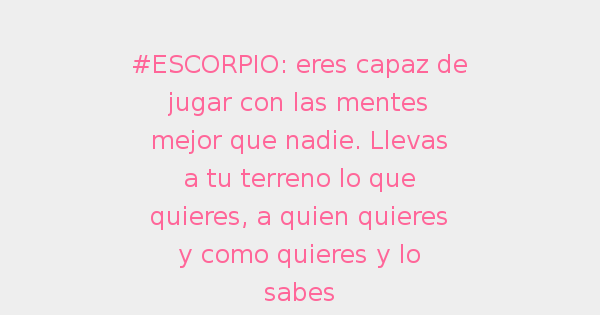 #ESCORPIO: eres capaz de
jugar con las mentes
mejor que nadie. Llevas
a tu terreno lo que
quieres, a quien quieres
y como quieres y lo
sabes